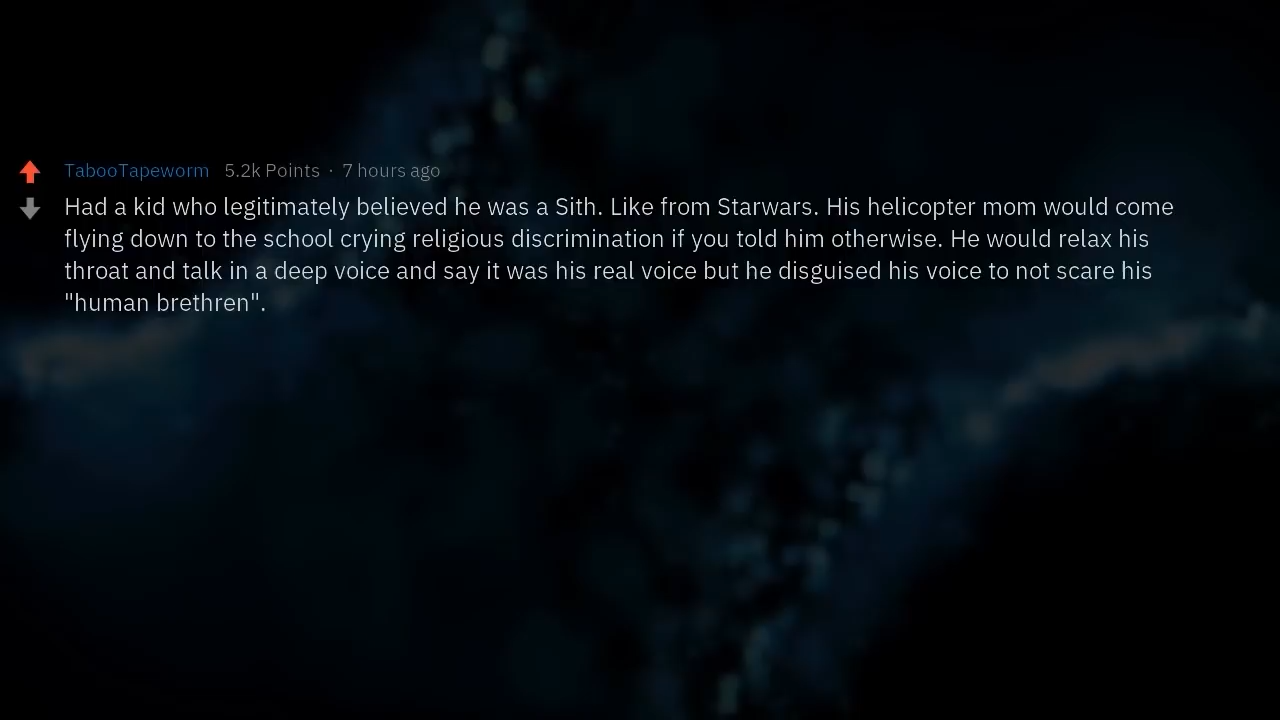 TabooTapeworm 5.2k Points · 7 hours ago
Had a kid who legitimately believed he was a Sith. Like from Starwars. His helicopter mom would come
flying down to the school crying religious discrimination if you told him otherwise. He would relax his
throat and talk in a deep voice and say it was his real voice but he disguised his voice to not scare his
"human brethren".